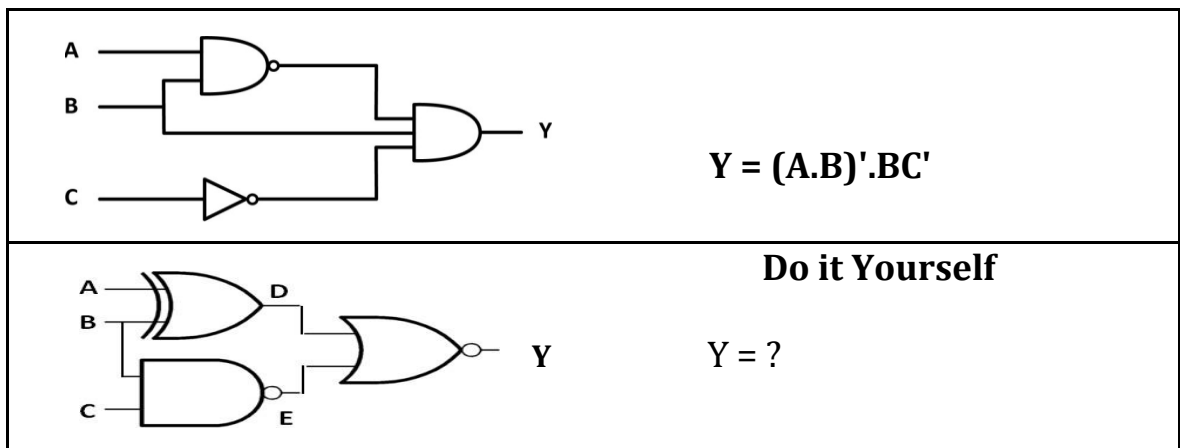 A
B
Y
C
Y = (A.B)'.BC'
Do it Yourself
A
D
B
Y
Y = ?
C
E